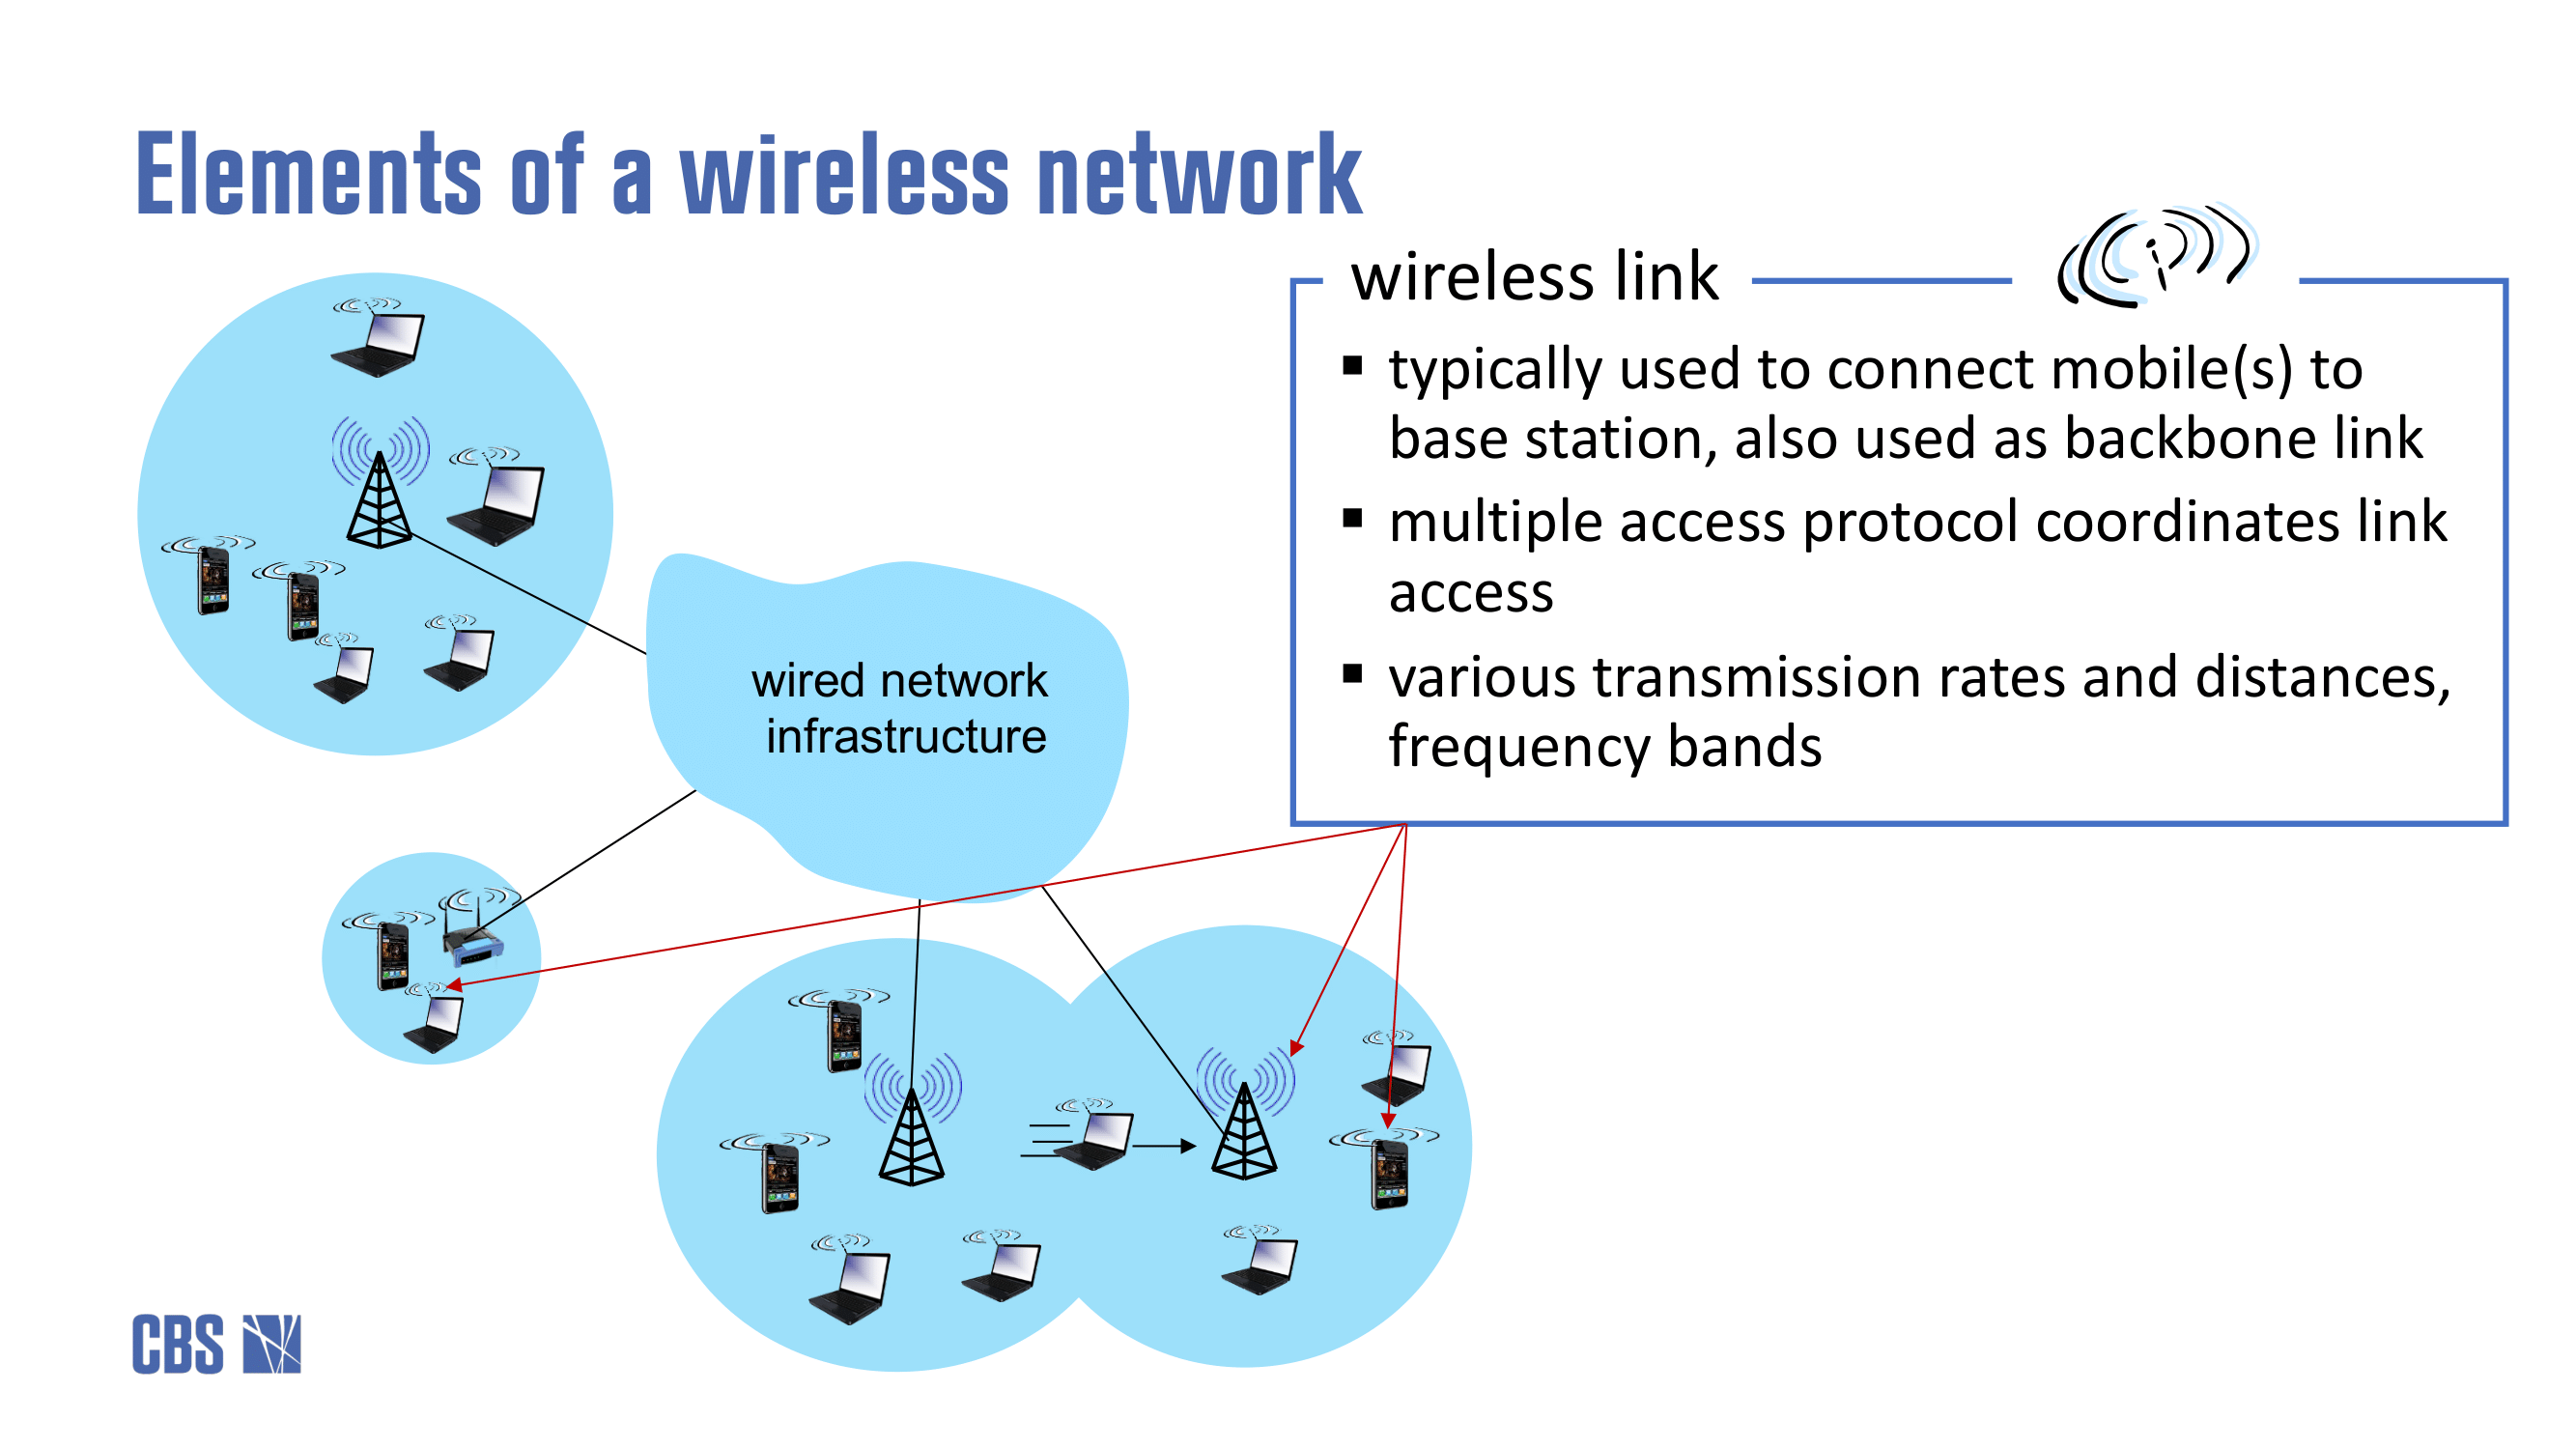 Elements of a wireless network
wireless link
▪ typically used to connect mobile(s) to
base station, also used as backbone link
▪ multiple access protocol coordinates link
access
▪ various transmission rates and distances,
frequency bands
wired network
infrastructure
CBS